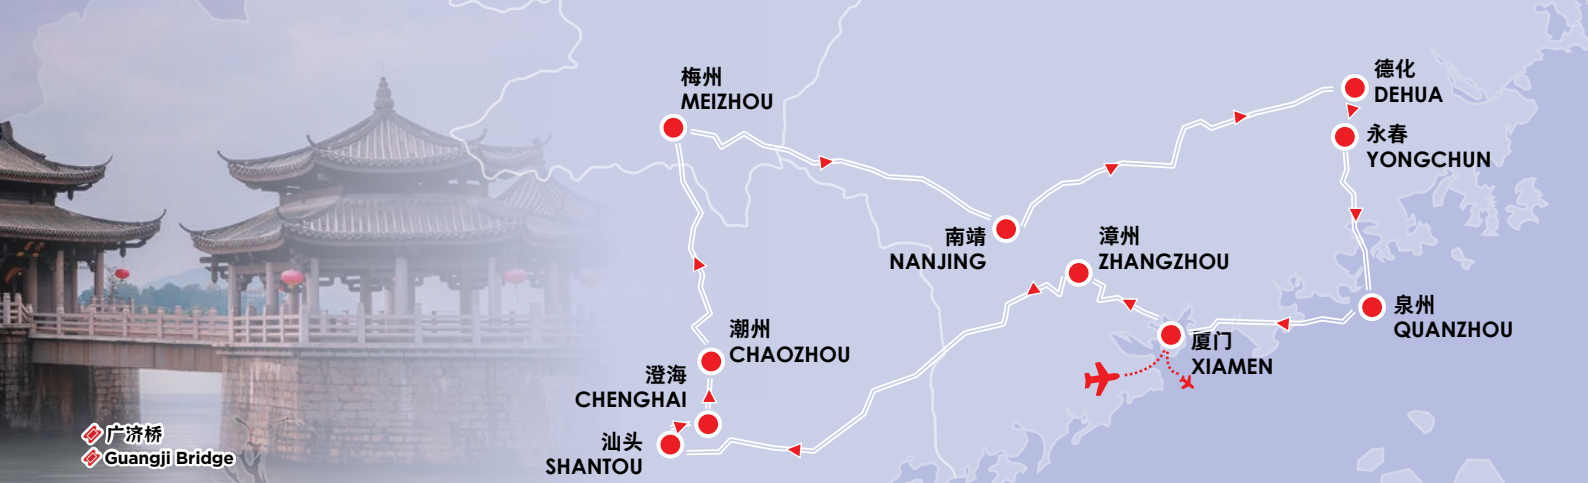 梅州
MEIZHOU
德化
DEHUA
永春
YONGCHUN
南靖
NANJING
漳州
ZHANGZHOU
泉州
QUANZHOU
厦门
XIAMEN
潮州
CHAOZHOU
澄海
CHENGHAI
汕头
SHANTOU
广济桥
Guangji Bridge